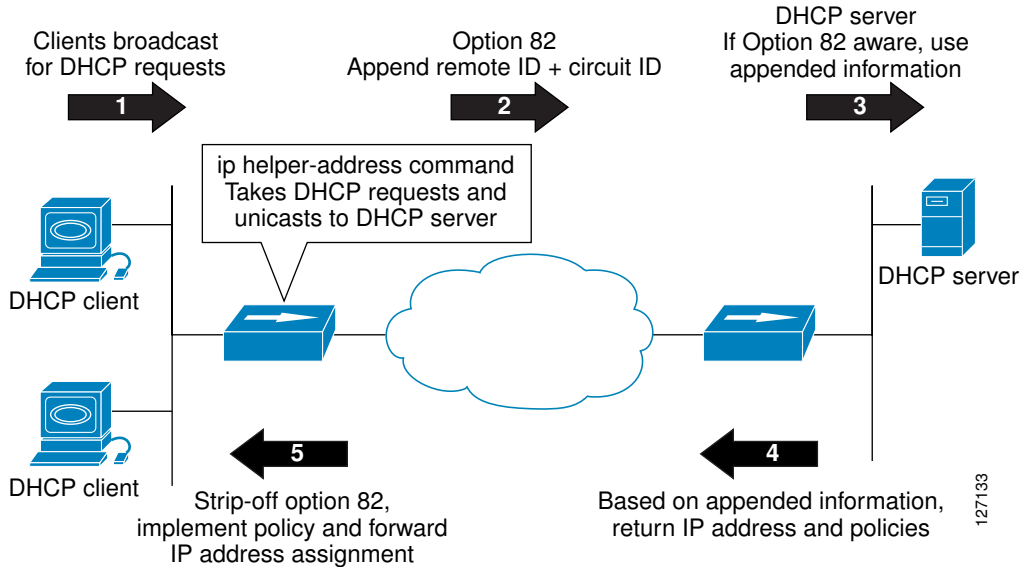 Clients broadcast
for DHCP requests
1
Option 82
Append remote ID + circuit ID
2
DHCP server
If Option 82 aware, use
appended information
3
ip helper-address command
Takes DHCP requests and
unicasts to DHCP server
DHCP client
DHCP server
DHCP client
5
Strip-off option 82,
implement policy and forward
IP address assignment
4
Based on appended information,
return IP address and policies
127133